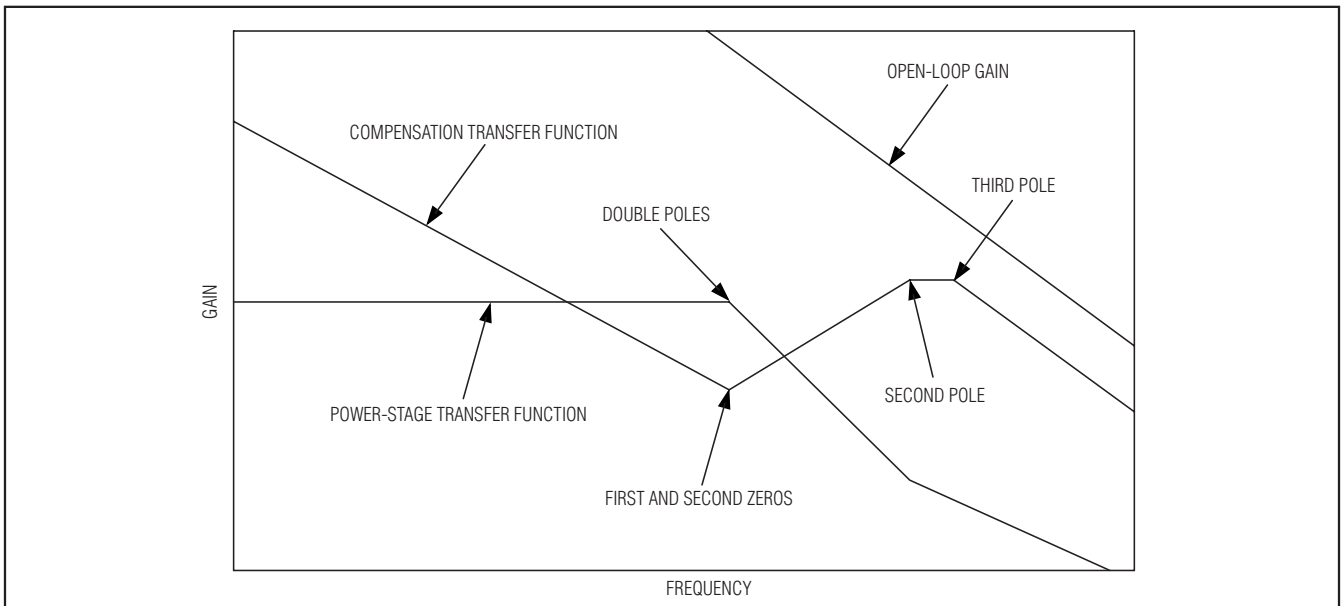 OPEN-LOOP GAIN
COMPENSATION TRANSFER FUNCTION
THIRD POLE
DOUBLE POLES
GAIN
SECOND POLE
POWER-STAGE TRANSFER FUNCTION
FIRST AND SECOND ZEROS
FREQUENCY